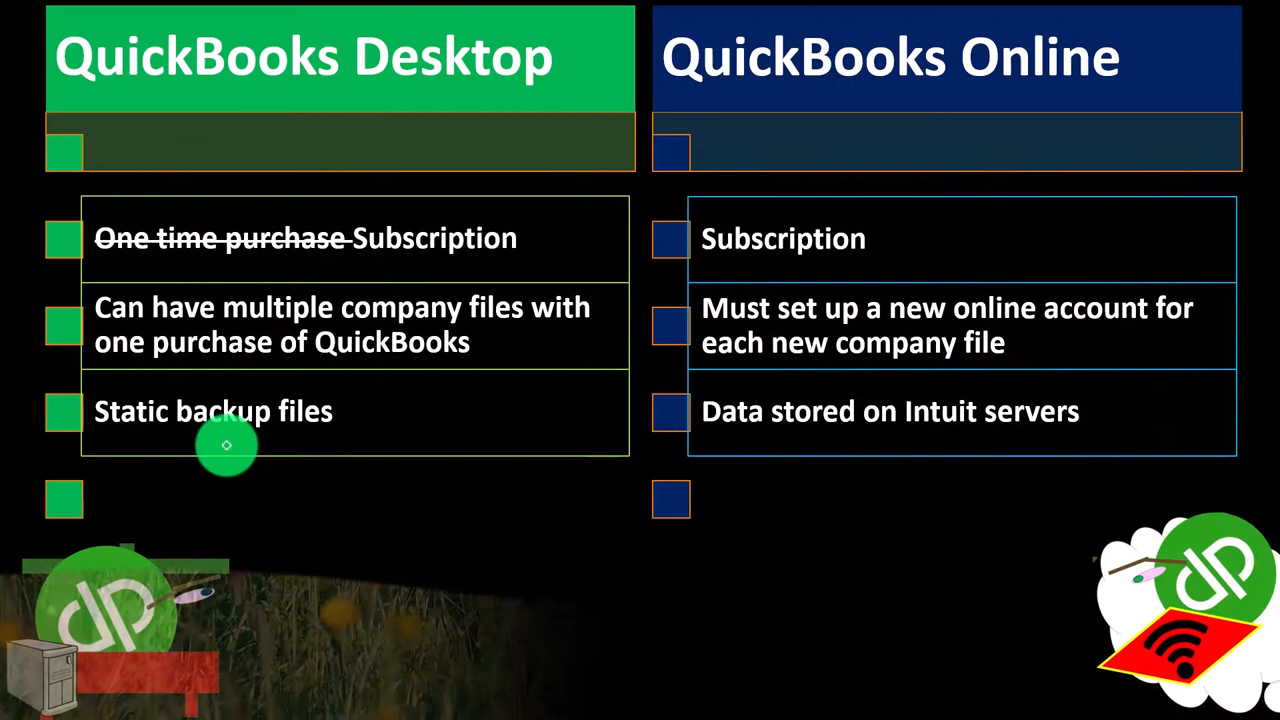 QuickBooks Desktop
One time purchase Subscription
Can have multiple company files with
one purchase of QuickBooks
Static backup files
QuickBooks Online
Subscription
Must set up a new online account for
each new company file
Data stored on Intuit servers